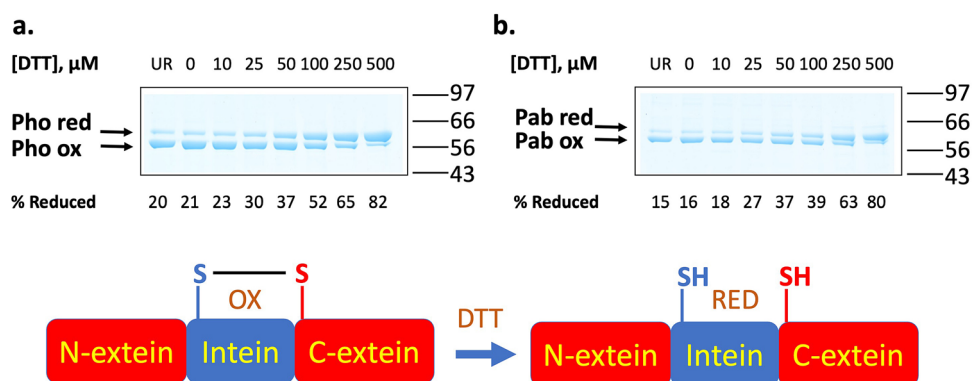 a.
[DTT], µM UR 0 10 25 50 100 250 500
97
Pho red
66
Pho ox
56
43
% Reduced 20 21 23 30 37 52 65 82
b.
[DTT], µM UR 0 10 25 50 100 250 500
97
Pab red
66
Pab ox
56
43
% Reduced 15 16 18 27 37 39 63 80
S S
OX
N-extein Intein C-extein
DTT
SH SH
RED
N-extein Intein C-extein